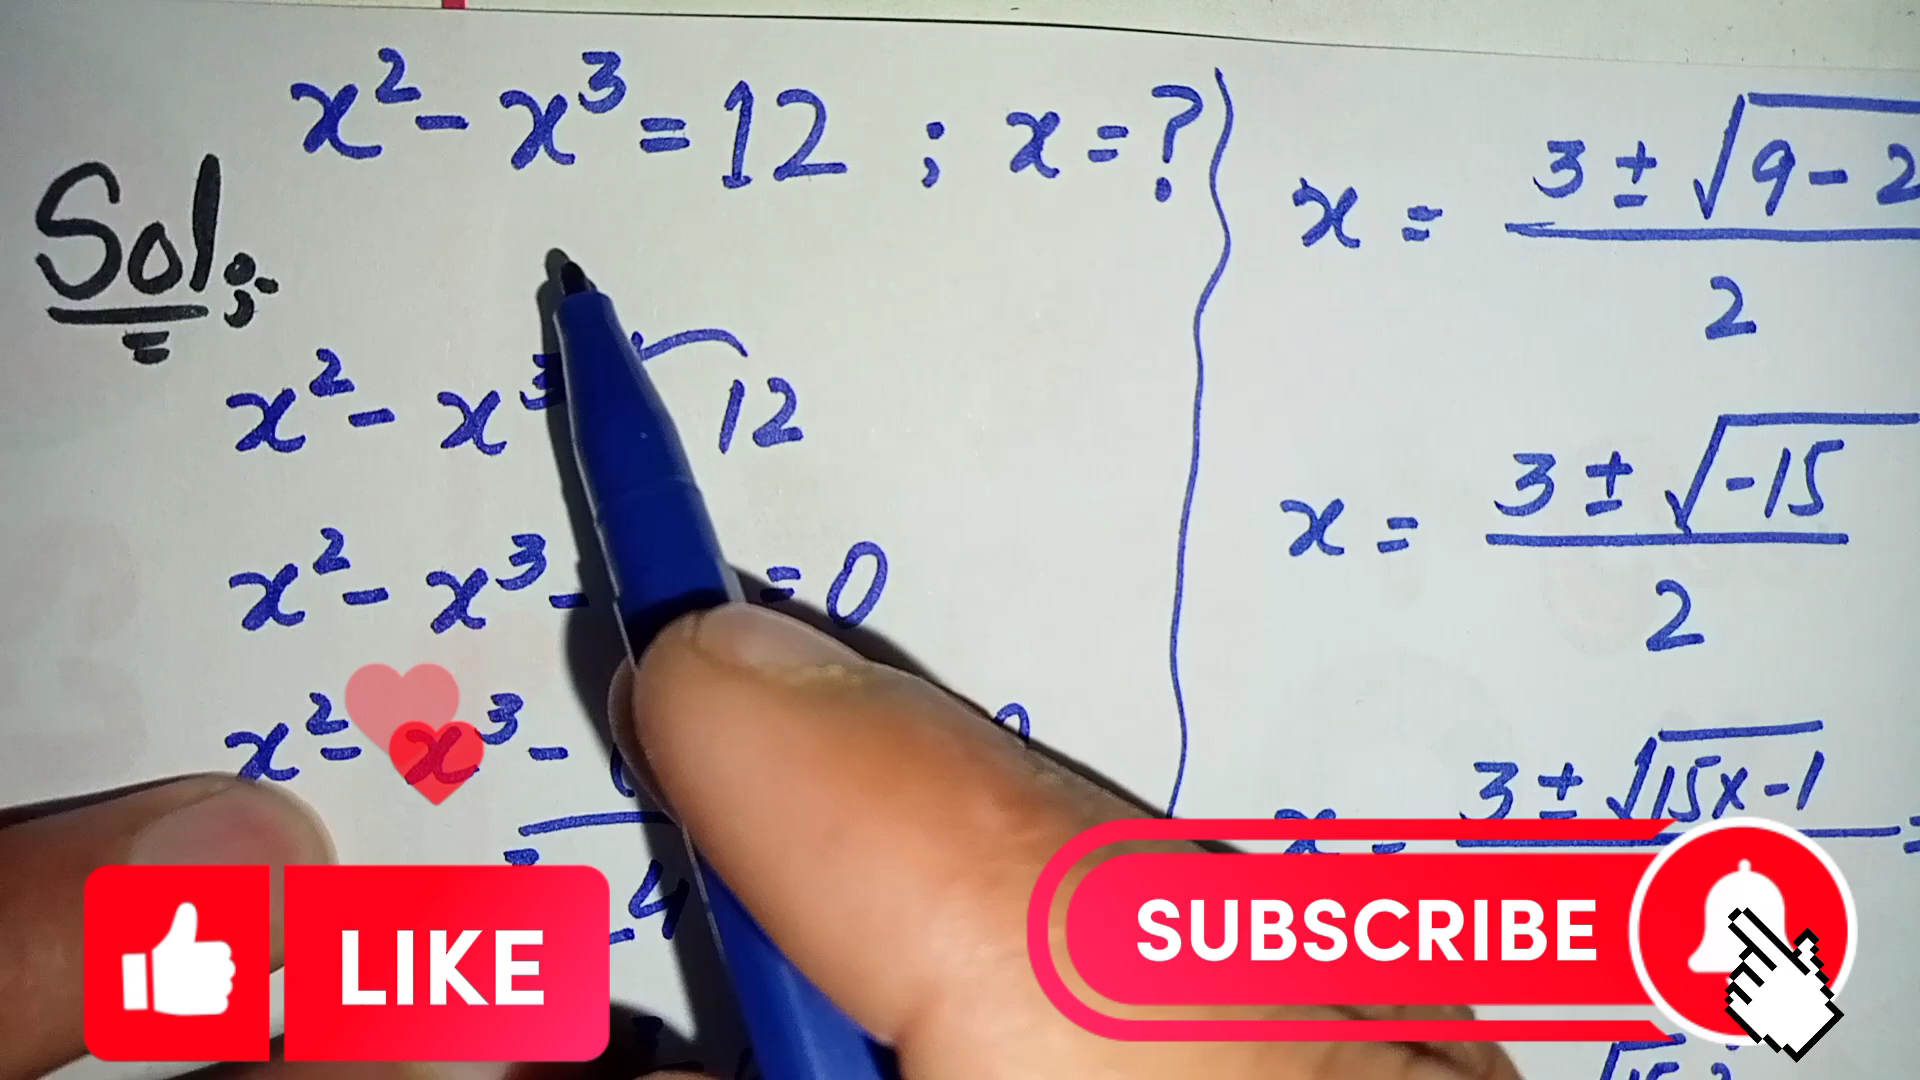 x² - x³ = 12 ; x = ?
Sol;-
x² - x³ 12
x² - x³ - = 0
x² - x³ -
4
x = 3 ± √9 - 2
2
x = 3 ± √-15
2
3 ± √15x-1 =
LIKE
SUBSCRIBE